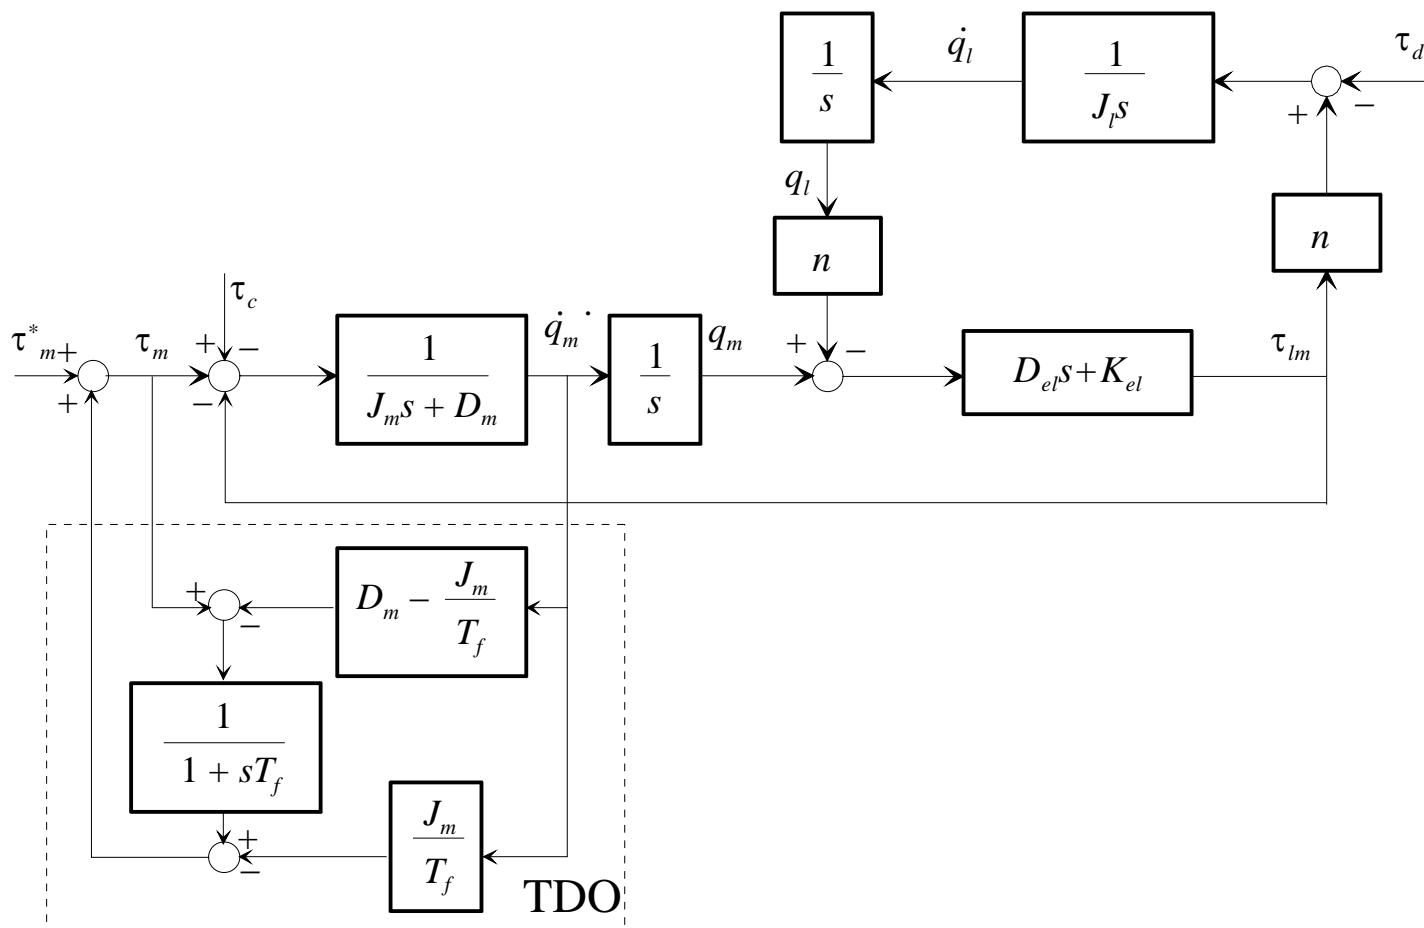 1/s
q̇_l
1/(J_l s)
τ_d
+ −
q_l
n
n
τ_c
τ*_m +
τ_m
+ −
1/(J_m s + D_m)
q̇_m ·
1/s
q_m
+ −
D_el s + K_el
τ_lm
+
−
+
−
D_m − J_m/T_f
1/(1 + sT_f)
+
−
J_m/T_f
TDO